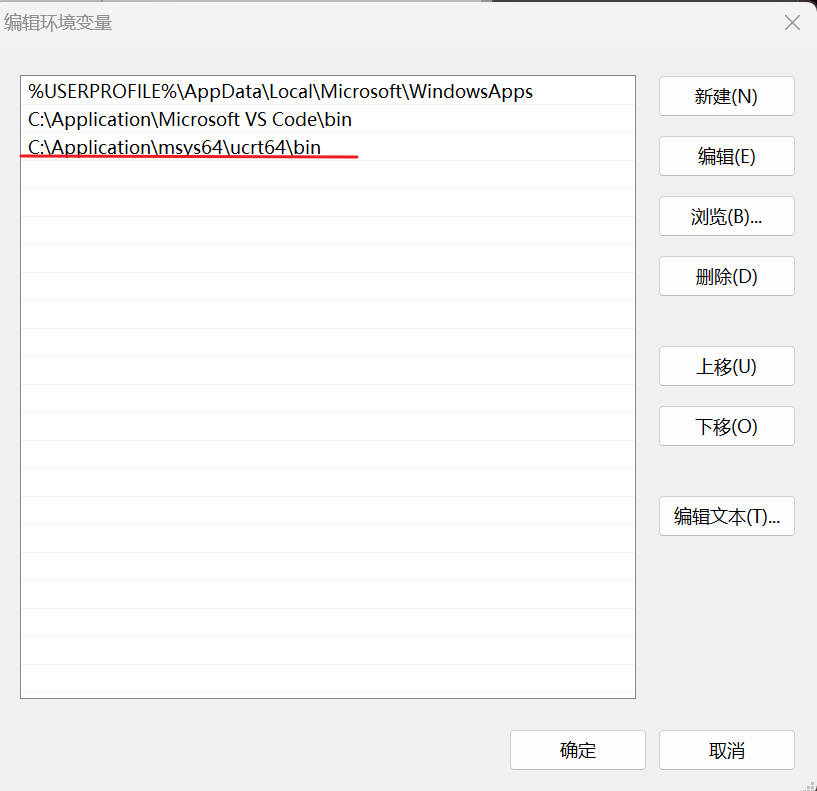 编辑环境变量
%USERPROFILE%\AppData\Local\Microsoft\WindowsApps
C:\Application\Microsoft VS Code\bin
C:\Application\msys64\ucrt64\bin
新建(N)
编辑(E)
浏览(B)...
删除(D)
上移(U)
下移(O)
编辑文本(T)...
确定
取消